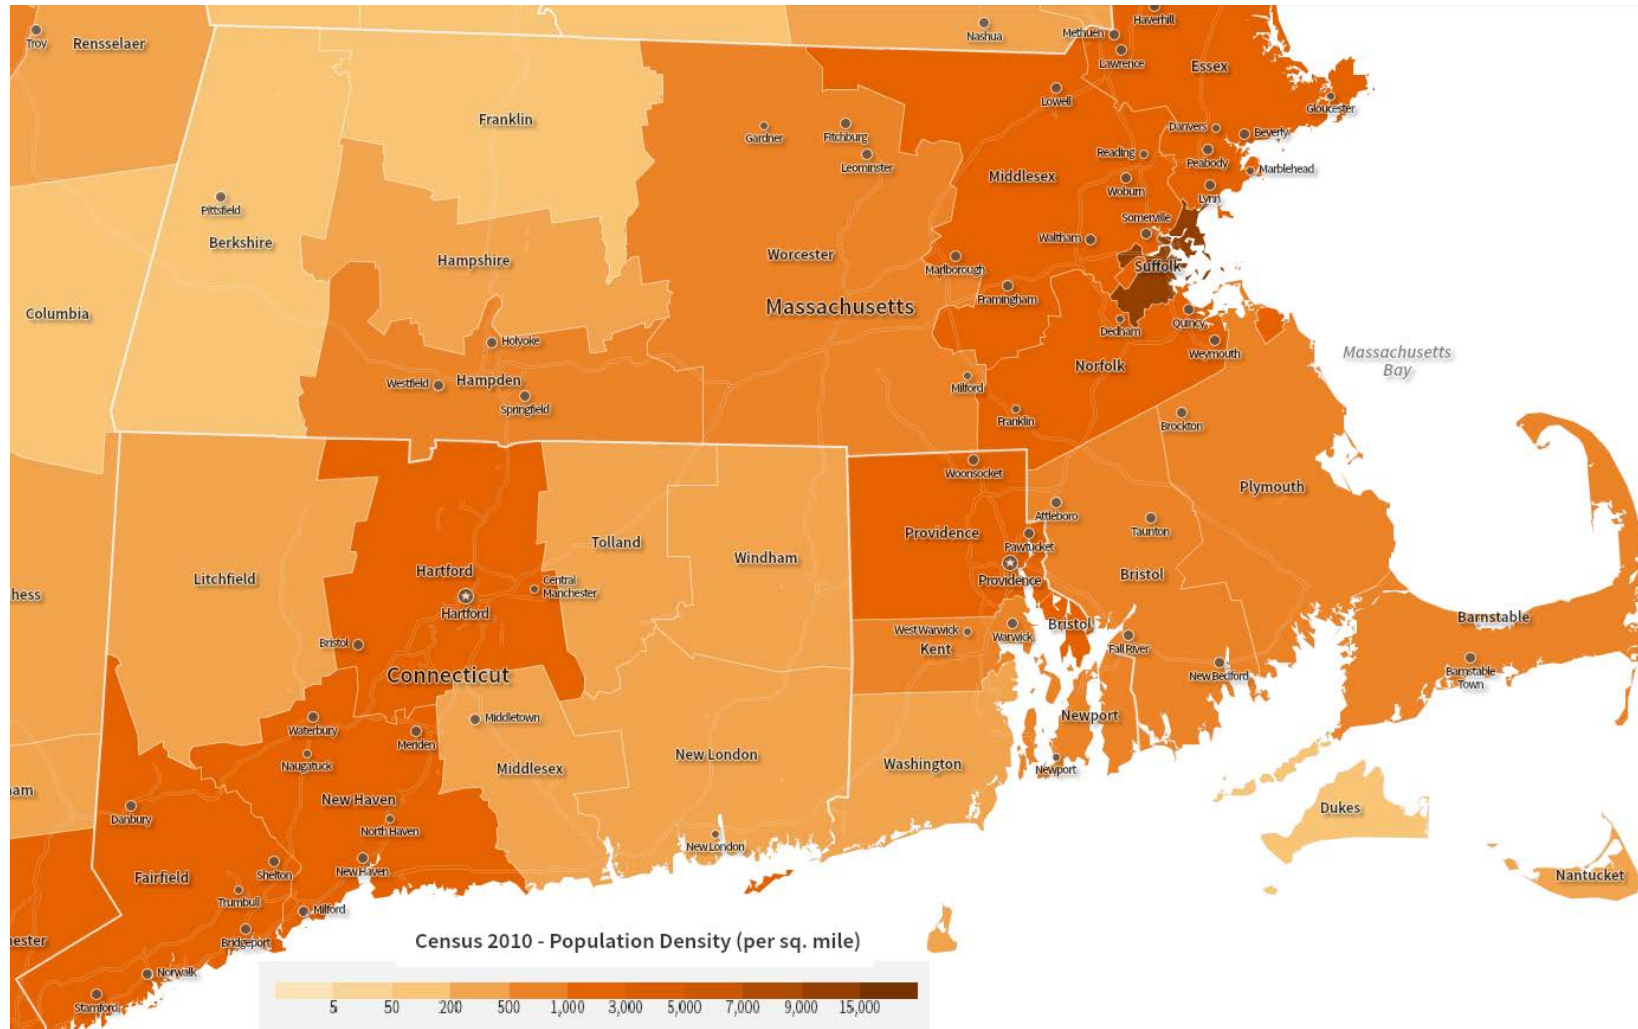 Haverhill
Troy
Rensselaer
Nashua
Methuen
Lawrence
Essex
Lowell
Gloucester
Franklin
Gardner
Fitchburg
Danvers
Beverly
Leominster
Reading
Peabody
Marblehead
Middlesex
Woburn
Lynn
Pittsfield
Somerville
Berkshire
Waltham
Hampshire
Worcester
Marlborough
Suffolk
Columbia
Massachusetts
Framingham
Dedham
Quincy
Holyoke
Weymouth
Massachusetts
Bay
Westfield
Hampden
Norfolk
Milford
Springfield
Franklin
Brockton
Woonsocket
Plymouth
Attleboro
Taunton
Providence
Tolland
Pawtucket
Windham
Hartford
Litchfield
Central
Manchester
Providence
Bristol
hess
Hartford
Barnstable
West Warwick
Warwick
Bristol
Bristol
Kent
Fall River
Connecticut
New Bedford
Barnstable
Town
Middletown
Newport
Waterbury
Meriden
Naugatuck
New London
Washington
Newport
Middlesex
am
New Haven
Dukes
Danbury
North Haven
New London
New Haven
Shelton
Fairfield
Nantucket
Trumbull
Milford
ester
Bridgeport
Norwalk
Stamford
Census 2010 - Population Density (per sq. mile)
5 50 200 500 1,000 3,000 5,000 7,000 9,000 15,000